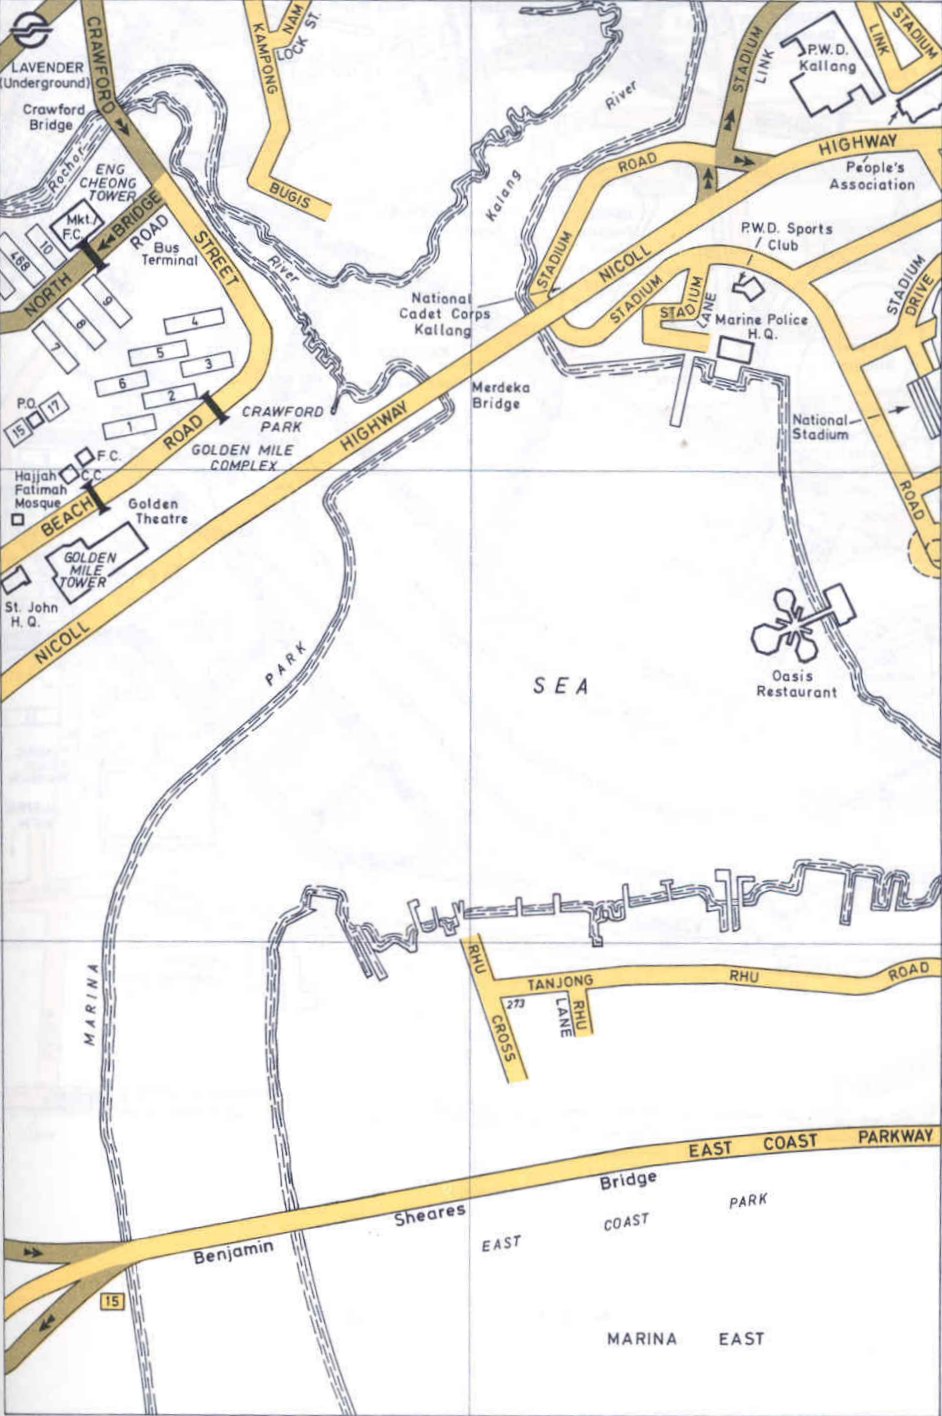 LAVENDER
(Underground)
Crawford
Bridge
CRAWFORD
STREET
KAMPONG
BUGIS
NAM
LOCK ST.
River
Kalang
STADIUM
LINK
P.W.D.
Kallang
LINK
STADIUM
HIGHWAY
People's
Association
Rochor
River
ENG
CHEONG
TOWER
Mkt./
F.C.
NORTH
BRIDGE
ROAD
Bus
Terminal
468
10
9
8
7
4
5
3
6
2
1
P.O.
17
15
STADIUM
ROAD
NICOLL
P.W.D. Sports
Club
STADIUM
STADIUM
LANE
STADIUM
DRIVE
National
Cadet Corps
Kallang
Marine Police
H.Q.
Merdeka
Bridge
National
Stadium
ROAD
CRAWFORD
PARK
HIGHWAY
ROAD
GOLDEN MILE
COMPLEX
F.C.
C.C.
Hajjah
Fatimah
Mosque
BEACH
Golden
Theatre
GOLDEN
MILE
TOWER
St. John
H.Q.
NICOLL
PARK
SEA
Oasis
Restaurant
MARINA
RHU
CROSS
TANJONG
RHU
ROAD
273
LANE
RHU
EAST COAST PARKWAY
Benjamin
Sheares
Bridge
EAST
COAST
PARK
15
MARINA EAST